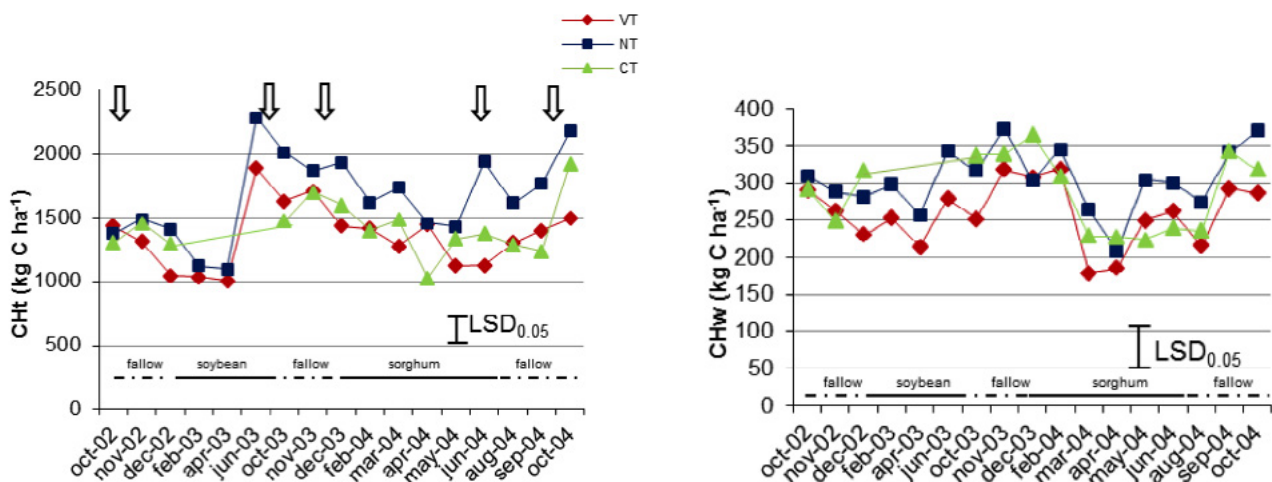 VT
NT
CT
CHt (kg C ha-1)
2500
2000
1500
1000
500
0
LSD0.05
fallow soybean fallow sorghum fallow
oct-02 nov-02 dec-02 feb-03 apr-03 jun-03 oct-03 nov-03 dec-03 feb-04 mar-04 apr-04 may-04 jun-04 aug-04 sep-04 oct-04
CHw (kg C ha-1)
400
350
300
250
200
150
100
50
0
LSD0.05
fallow soybean fallow sorghum fallow
oct-02 nov-02 dec-02 feb-03 apr-03 jun-03 oct-03 nov-03 dec-03 feb-04 mar-04 apr-04 may-04 jun-04 aug-04 sep-04 oct-04